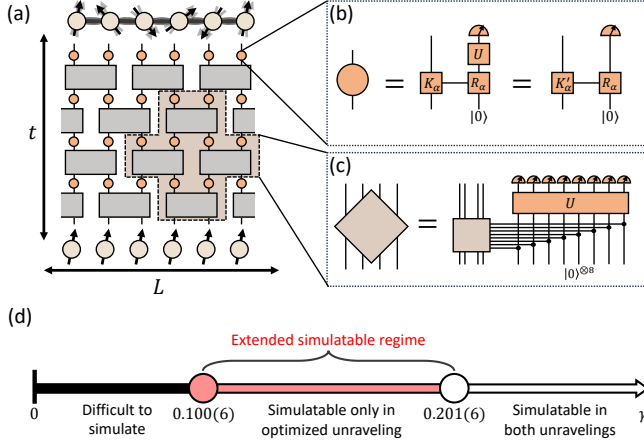 (a)
t
L
(b)
=
K_α
U
R_α
|0⟩
=
K'_α
R_α
|0⟩
(c)
=
U
|0⟩^{⊗8}
(d)
Extended simulatable regime
0
Difficult to
simulate
0.100(6)
Simulatable only in
optimized unraveling
0.201(6)
Simulatable in
both unravelings
γ